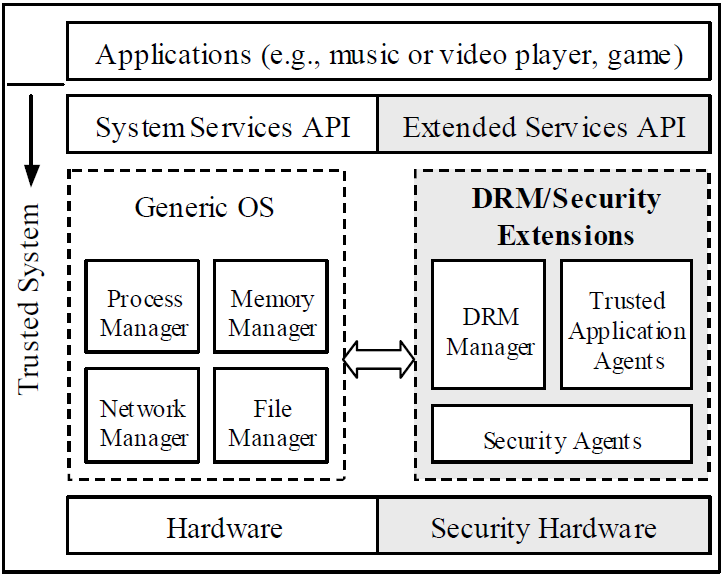 Applications (e.g., music or video player, game)
System Services API
Extended Services API
Trusted System
Generic OS
Process
Manager
Memory
Manager
Network
Manager
File
Manager
DRM/Security
Extensions
DRM
Manager
Trusted
Application
Agents
Security Agents
Hardware
Security Hardware